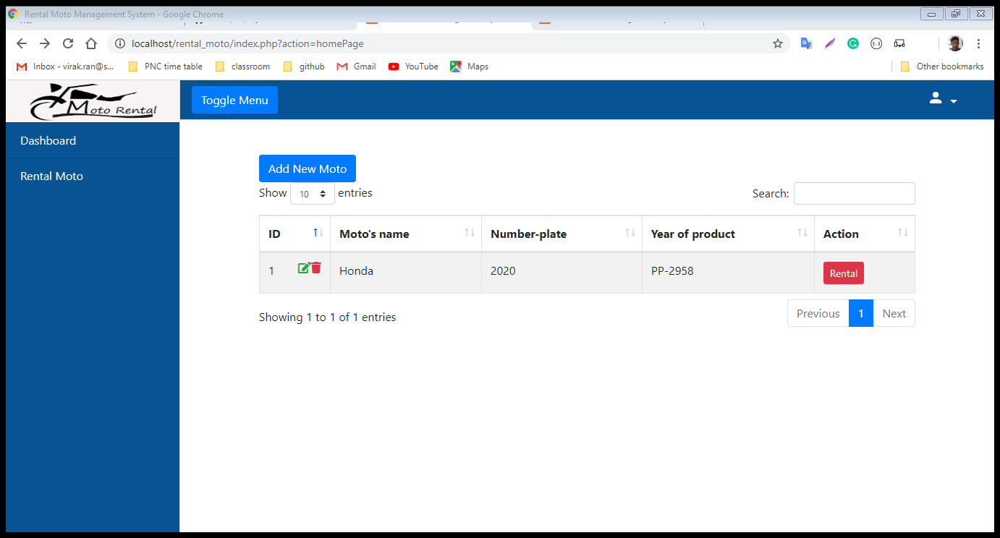 Rental Moto Management System - Google Chrome
localhost/rental_moto/index.php?action=homePage
Inbox - virak.ran@s... PNC time table classroom github Gmail YouTube Maps Other bookmarks
Moto Rental
Toggle Menu
Dashboard
Rental Moto
Add New Moto
Show 10 entries Search:
ID Moto's name Number-plate Year of product Action
1 Honda 2020 PP-2958 Rental
Showing 1 to 1 of 1 entries Previous 1 Next